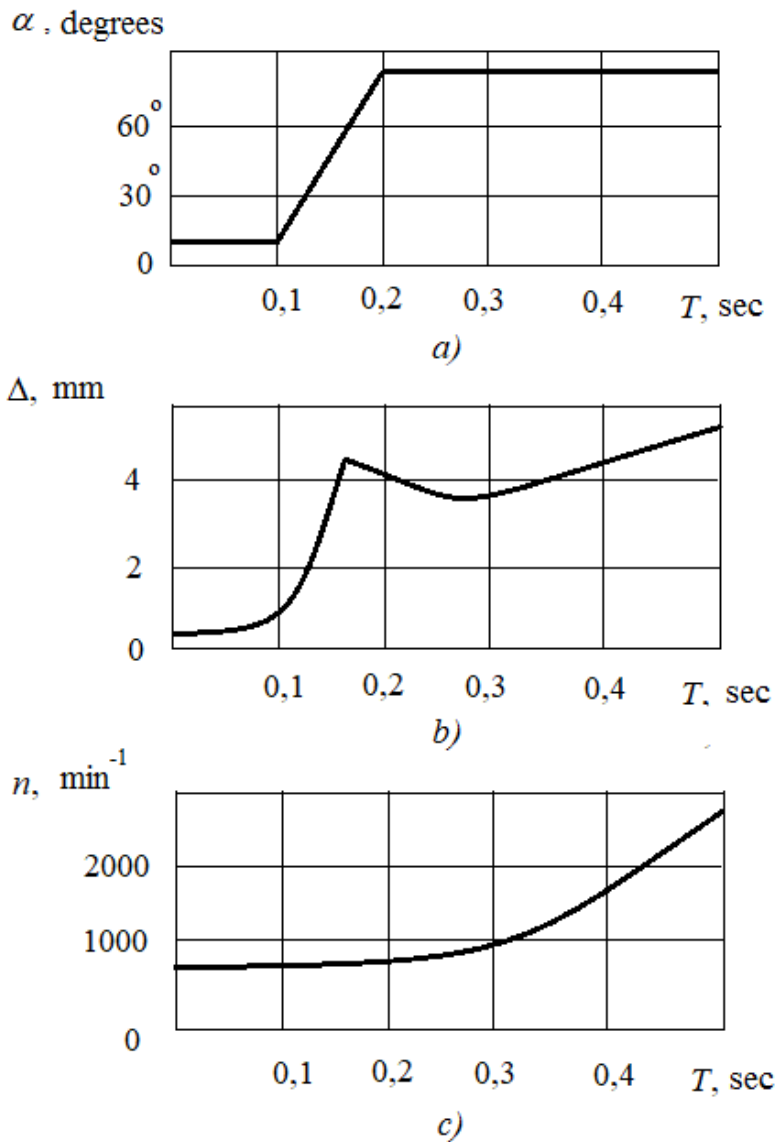 α , degrees
60°
30°
0
0,1 0,2 0,3 0,4 T, sec
a)
Δ, mm
4
2
0
0,1 0,2 0,3 0,4 T, sec
b)
n, min⁻¹
2000
1000
0
0,1 0,2 0,3 0,4 T, sec
c)